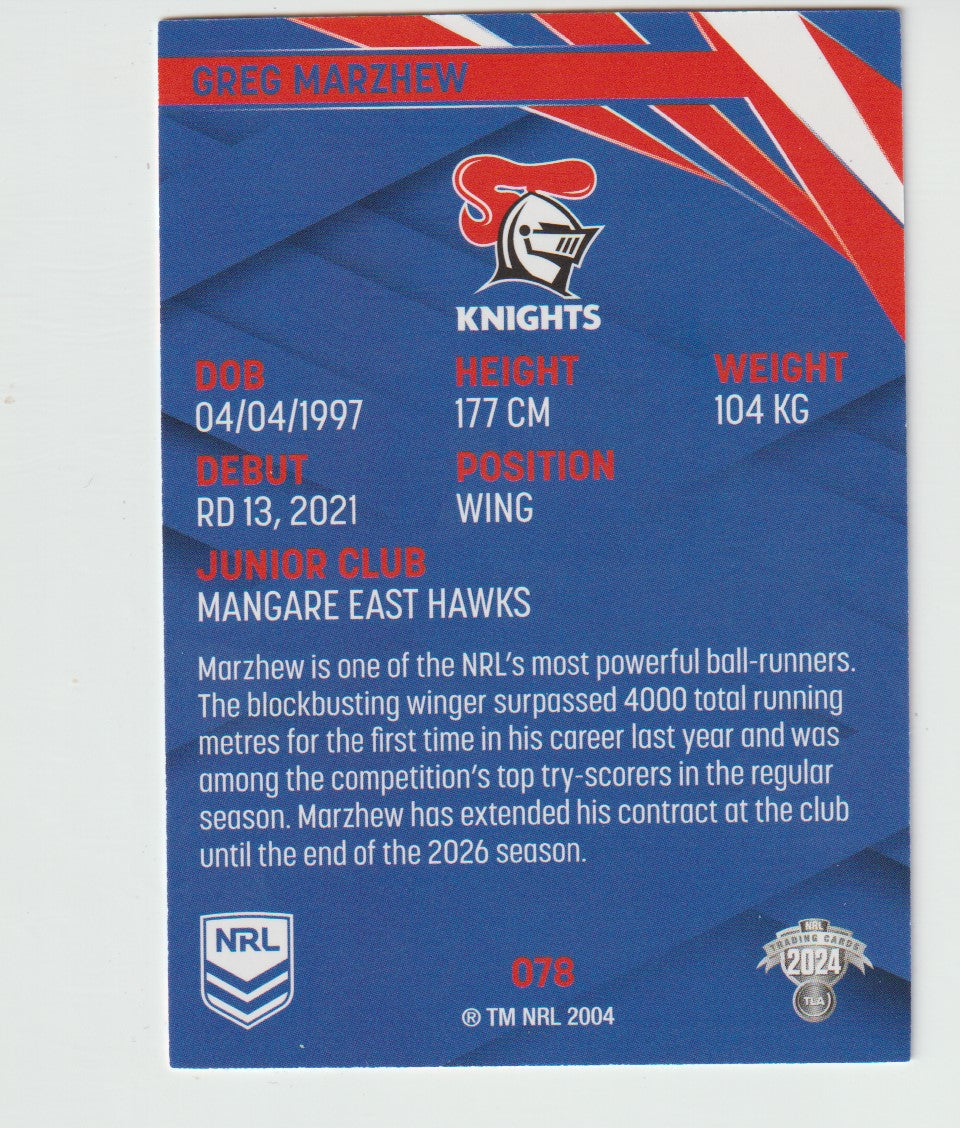 GREG MARZHEW
KNIGHTS
DOB HEIGHT WEIGHT
04/04/1997 177 CM 104 KG
DEBUT POSITION
RD 13, 2021 WING
JUNIOR CLUB
MANGARE EAST HAWKS
Marzhew is one of the NRL's most powerful ball-runners.
The blockbusting winger surpassed 4000 total running
metres for the first time in his career last year and was
among the competition's top try-scorers in the regular
season. Marzhew has extended his contract at the club
until the end of the 2026 season.
NRL
NRL
TRADING CARDS
2024
TLA
078
® TM NRL 2004